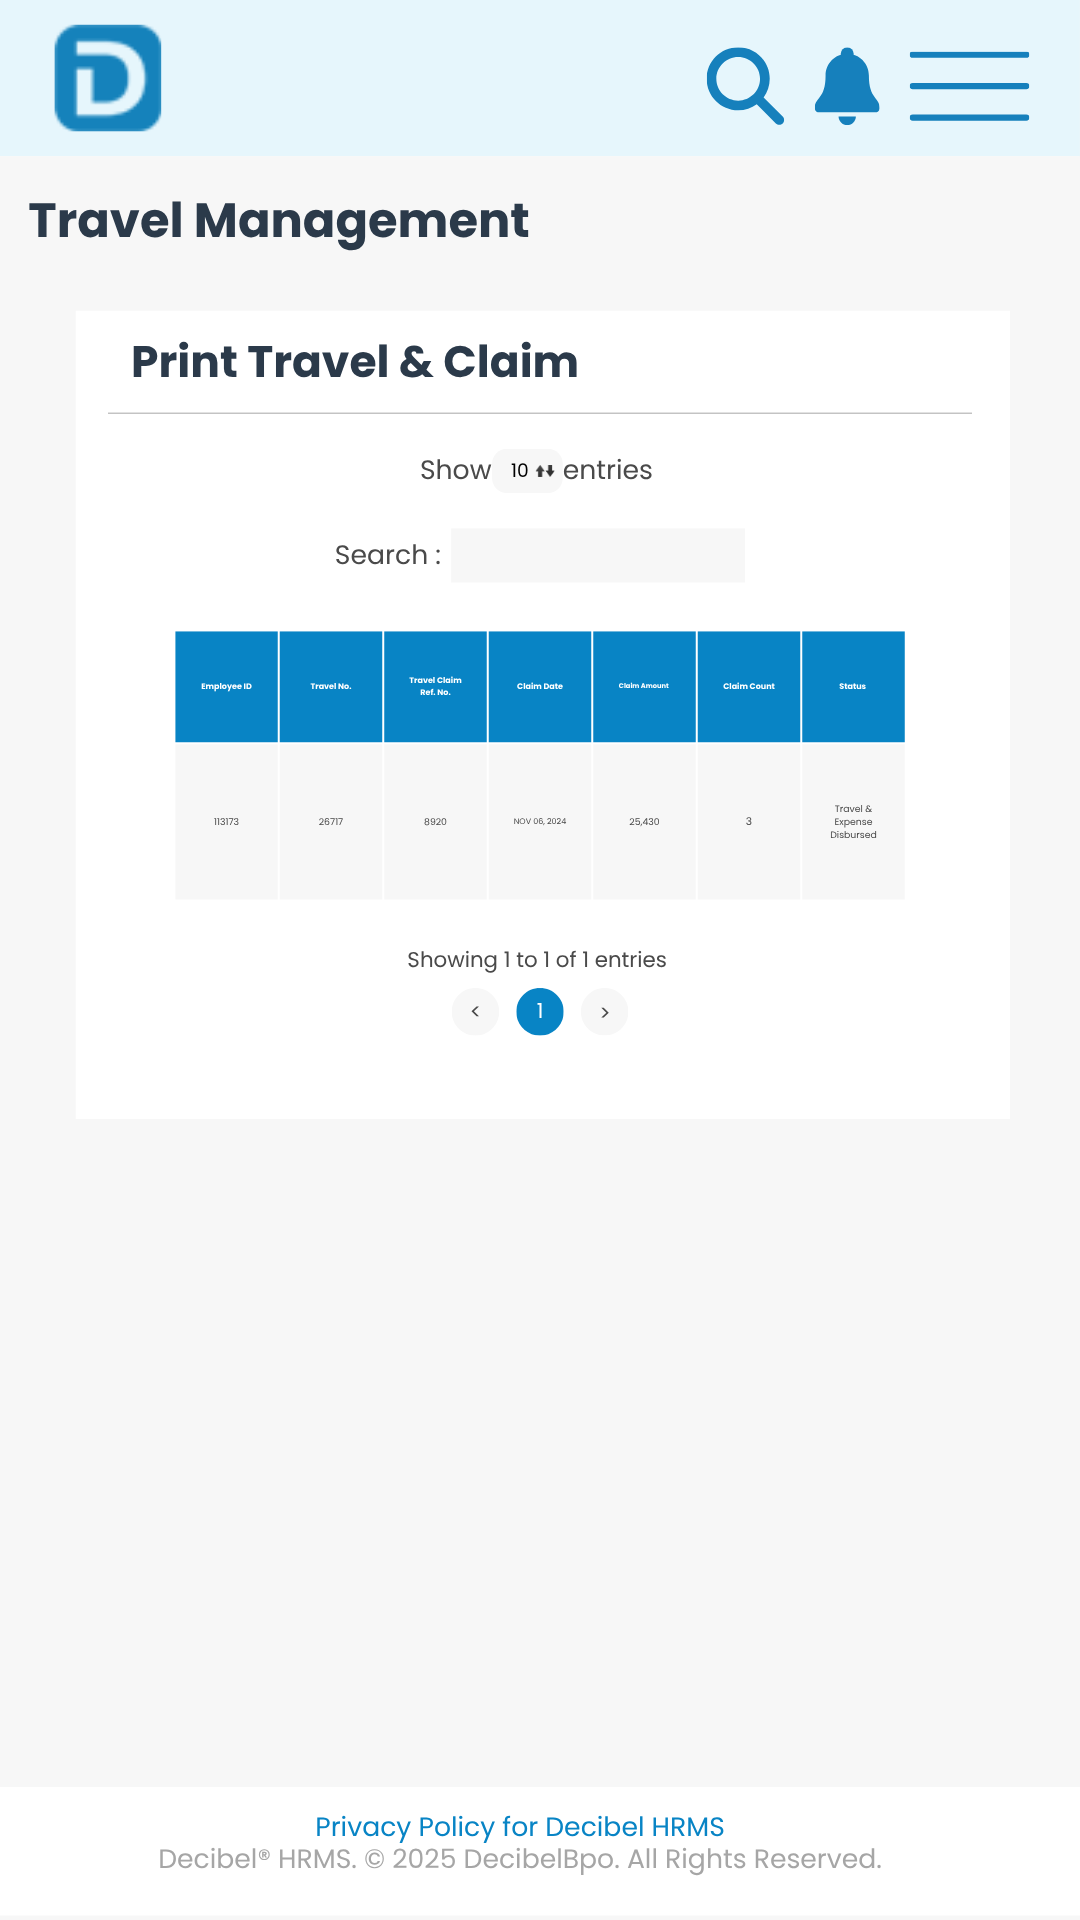 Travel Management
Print Travel & Claim
Show 10 entries
Search :
Employee ID
Travel No.
Travel Claim
Ref. No.
Claim Date
Claim Amount
Claim Count
Status
113173
26717
8920
NOV 06, 2024
25,430
3
Travel &
Expense
Disbursed
Showing 1 to 1 of 1 entries
< 1 >
Privacy Policy for Decibel HRMS
Decibel® HRMS. © 2025 DecibelBpo. All Rights Reserved.